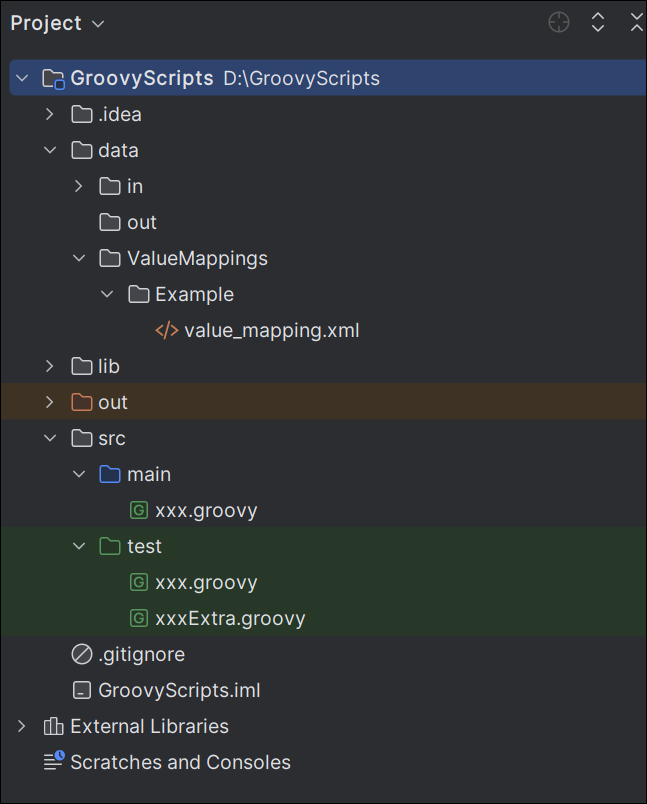 Project
GroovyScripts D:\GroovyScripts
.idea
data
in
out
ValueMappings
Example
</> value_mapping.xml
lib
out
src
main
G xxx.groovy
test
G xxx.groovy
G xxxExtra.groovy
.gitignore
GroovyScripts.iml
External Libraries
Scratches and Consoles